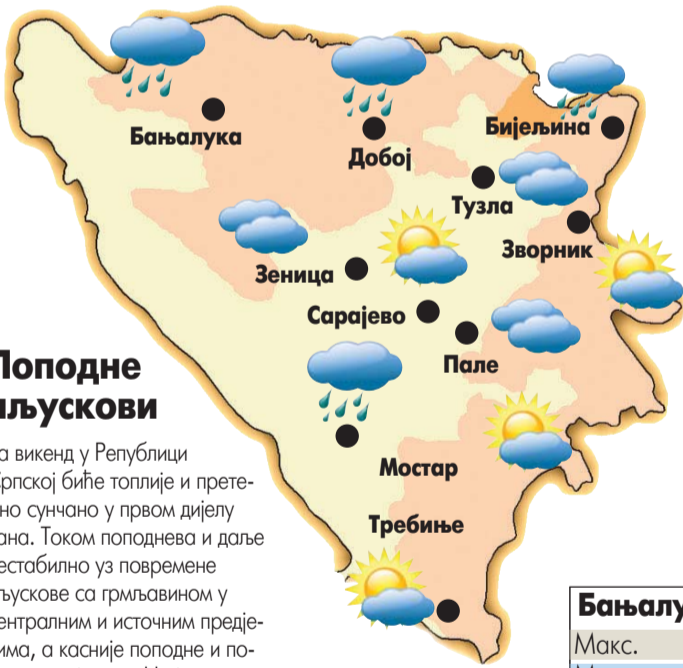 Бањалука
Добој
Бијељина
Тузла
Зворник
Зеница
Сарајево
Пале
Мостар
Требиње
Поподне
пљускови
а викенд у Републици
Српској биће топлије и прете-
но сунчано у првом дијелу
ана. Током поподнева и даље
естабилно уз повремене
љускове са грмљавином у
ентралним и источним предје-
има, а касније поподне и по-
Бањалу
Макс.